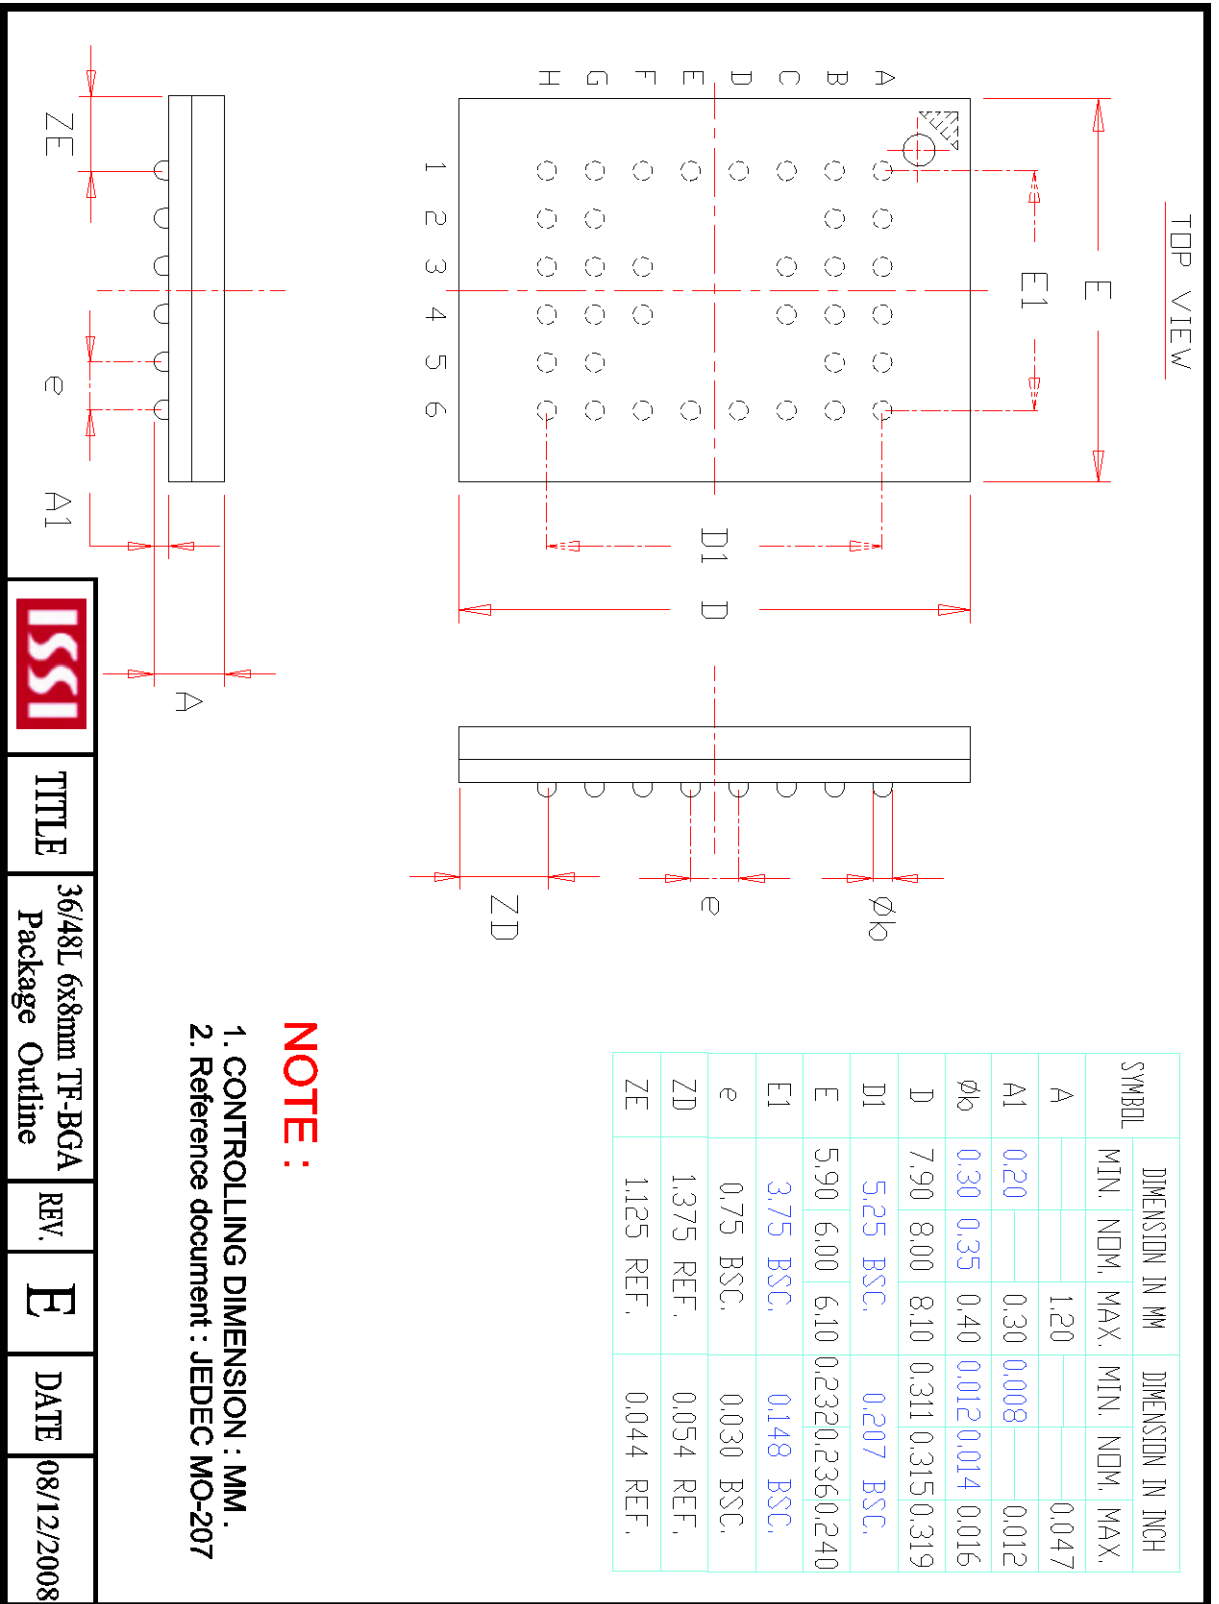 TOP VIEW
E
E1
A
B
C
D
E
F
G
H
1
2
3
4
5
6
D1
D
ZE
e
A1
A
Øb
e
ZD
SYMBOL DIMENSION IN MM DIMENSION IN INCH
MIN. NOM. MAX. MIN. NOM. MAX.
A 1.20 0.047
A1 0.20 0.30 0.008 0.012
Øb 0.30 0.35 0.40 0.012 0.014 0.016
D 7.90 8.00 8.10 0.311 0.315 0.319
D1 5.25 BSC. 0.207 BSC.
E 5.90 6.00 6.10 0.232 0.236 0.240
E1 3.75 BSC. 0.148 BSC.
e 0.75 BSC. 0.030 BSC.
ZD 1.375 REF. 0.054 REF.
ZE 1.125 REF. 0.044 REF.
NOTE :
1. CONTROLLING DIMENSION : MM .
2. Reference document : JEDEC MO-207
ISSI
TITLE
36/48L 6x8mm TF-BGA
Package Outline
REV.
E
DATE
08/12/2008